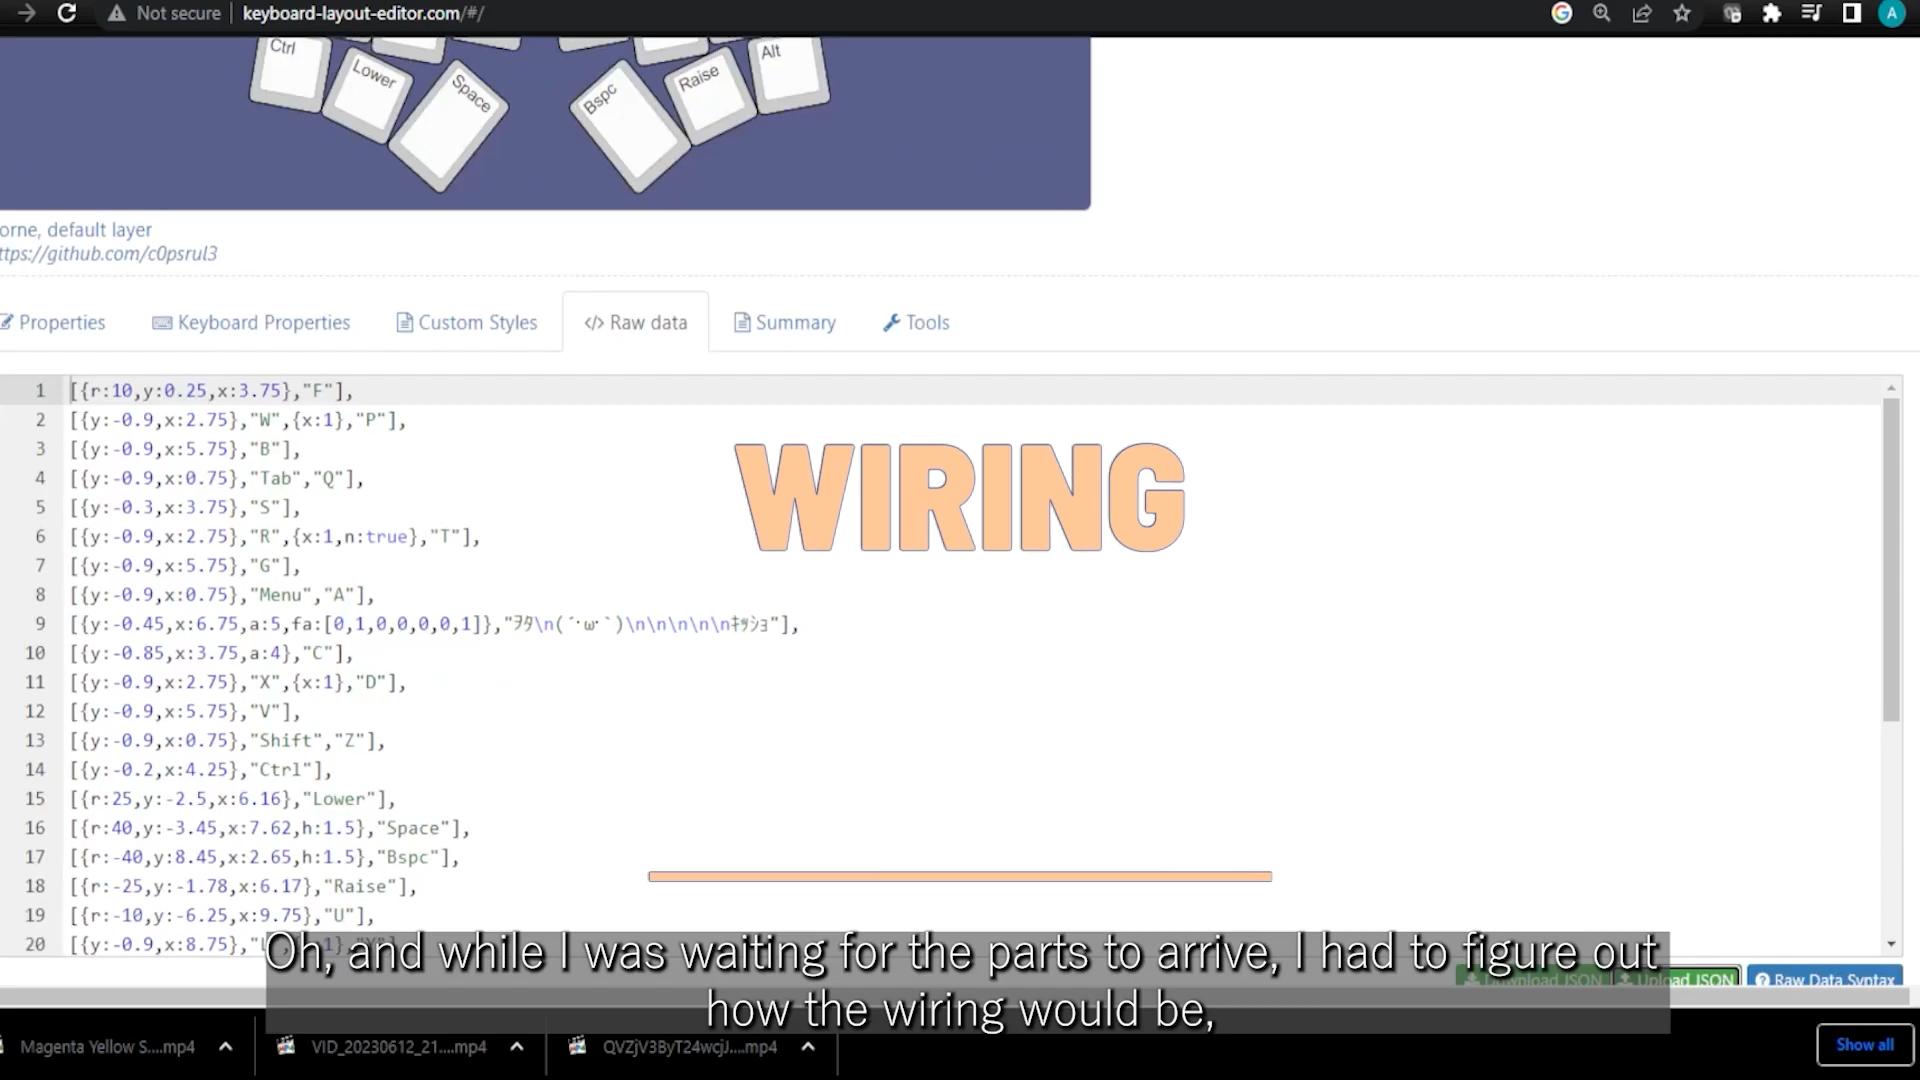 Not secure
keyboard-layout-editor.com/#/
A
Ctrl
Lower
Space
Bspc
Raise
Alt
orne, default layer
ttps://github.com/c0psrul3
Properties
Keyboard Properties
Custom Styles
</> Raw data
Summary
Tools
1 [{r:10,y:0.25,x:3.75},"F"],
2 [{y:-0.9,x:2.75},"W",{x:1},"P"],
3 [{y:-0.9,x:5.75},"B"],
4 [{y:-0.9,x:0.75},"Tab","Q"],
5 [{y:-0.3,x:3.75},"S"],
6 [{y:-0.9,x:2.75},"R",{x:1,n:true},"T"],
7 [{y:-0.9,x:5.75},"G"],
8 [{y:-0.9,x:0.75},"Menu","A"],
9 [{y:-0.45,x:6.75,a:5,fa:[0,1,0,0,0,0,1]},"ｦﾀ\n(´･ω･`)\n\n\n\n\nｷｯｼｮ"],
10 [{y:-0.85,x:3.75,a:4},"C"],
11 [{y:-0.9,x:2.75},"X",{x:1},"D"],
12 [{y:-0.9,x:5.75},"V"],
13 [{y:-0.9,x:0.75},"Shift","Z"],
14 [{y:-0.2,x:4.25},"Ctrl"],
15 [{r:25,y:-2.5,x:6.16},"Lower"],
16 [{r:40,y:-3.45,x:7.62,h:1.5},"Space"],
17 [{r:-40,y:8.45,x:2.65,h:1.5},"Bspc"],
18 [{r:-25,y:-1.78,x:6.17},"Raise"],
19 [{r:-10,y:-6.25,x:9.75},"U"],
20 [{y:-0.9,x:8.75},
WIRING
Download JSON
Upload JSON
Raw Data Syntax
Oh, and while I was waiting for the parts to arrive, I had to figure out
how the wiring would be,
Magenta Yellow S....mp4
VID_20230612_21....mp4
QVZjV3ByT24wcjJ....mp4
Show all